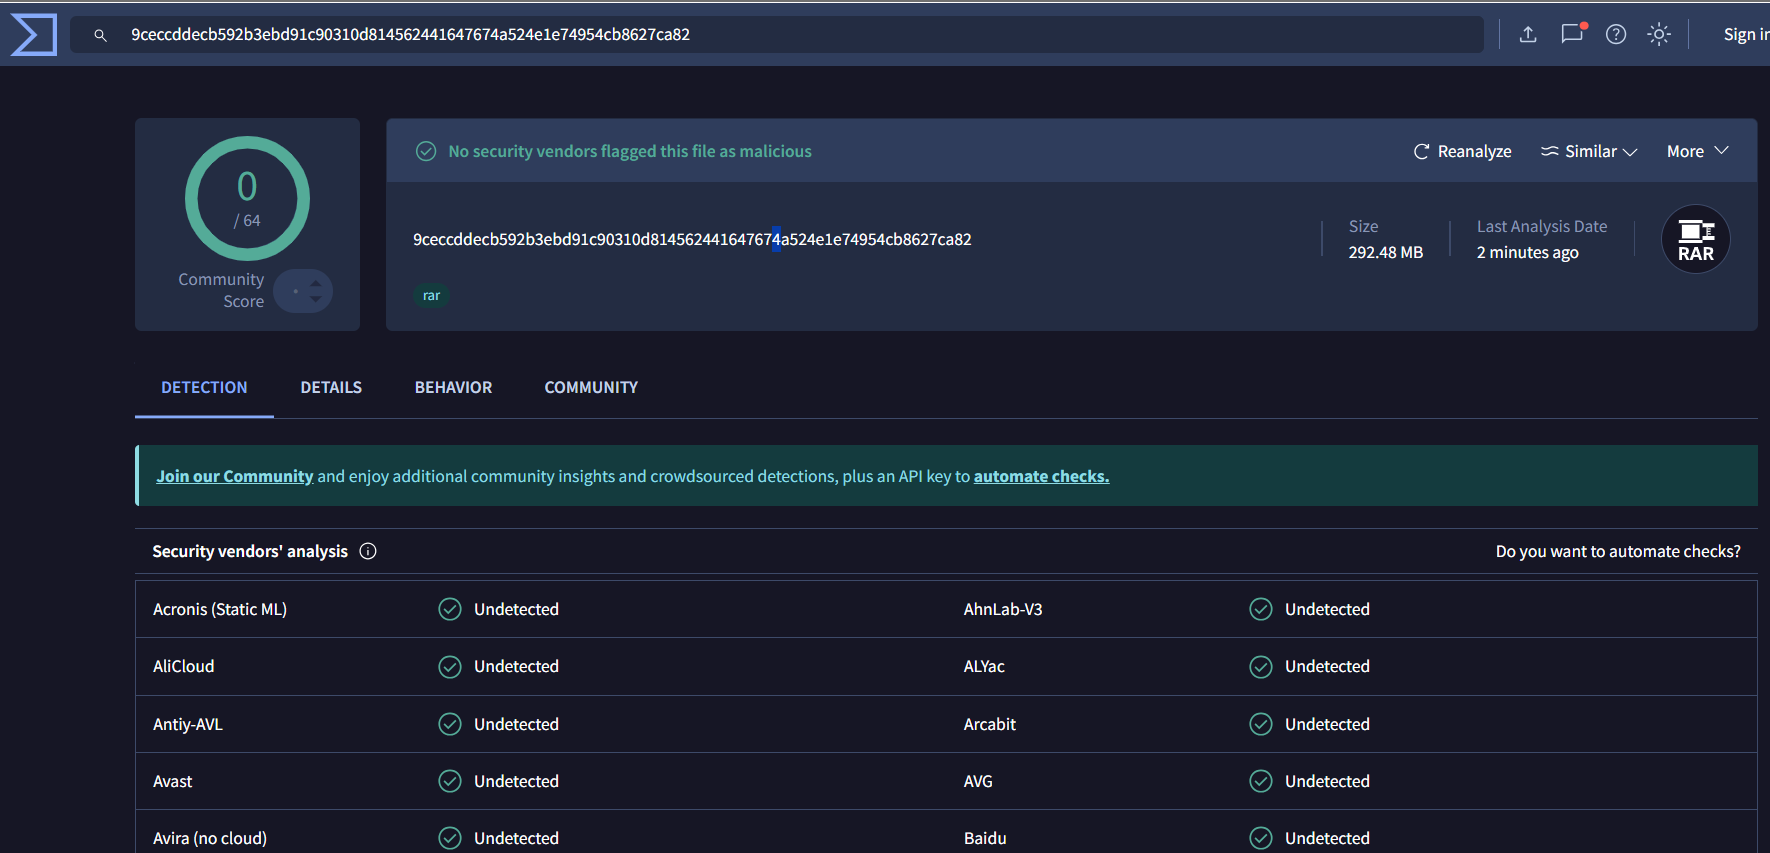 9ceccddecb592b3ebd91c90310d814562441647674a524e1e74954cb8627ca82
Sign in
0
/ 64
Community
Score
No security vendors flagged this file as malicious
Reanalyze
Similar
More
9ceccddecb592b3ebd91c90310d814562441647674a524e1e74954cb8627ca82
Size
292.48 MB
Last Analysis Date
2 minutes ago
RAR
rar
DETECTION DETAILS BEHAVIOR COMMUNITY
Join our Community and enjoy additional community insights and crowdsourced detections, plus an API key to automate checks.
Security vendors' analysis
Do you want to automate checks?
Acronis (Static ML) Undetected AhnLab-V3 Undetected
AliCloud Undetected ALYac Undetected
Antiy-AVL Undetected Arcabit Undetected
Avast Undetected AVG Undetected
Avira (no cloud) Undetected Baidu Undetected